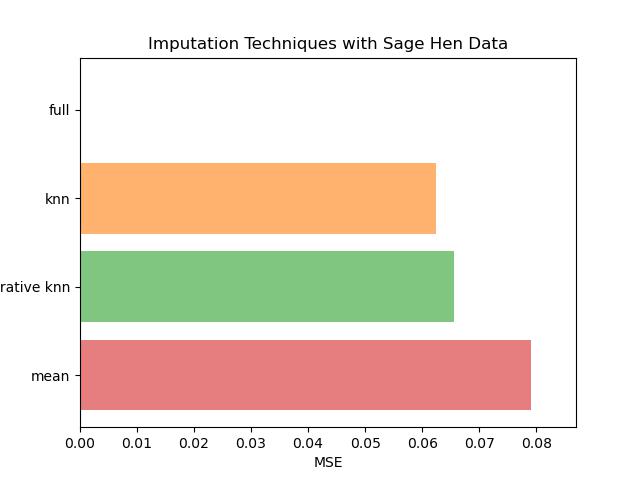 Imputation Techniques with Sage Hen Data
full
knn
rative knn
mean
0.00 0.01 0.02 0.03 0.04 0.05 0.06 0.07 0.08
MSE